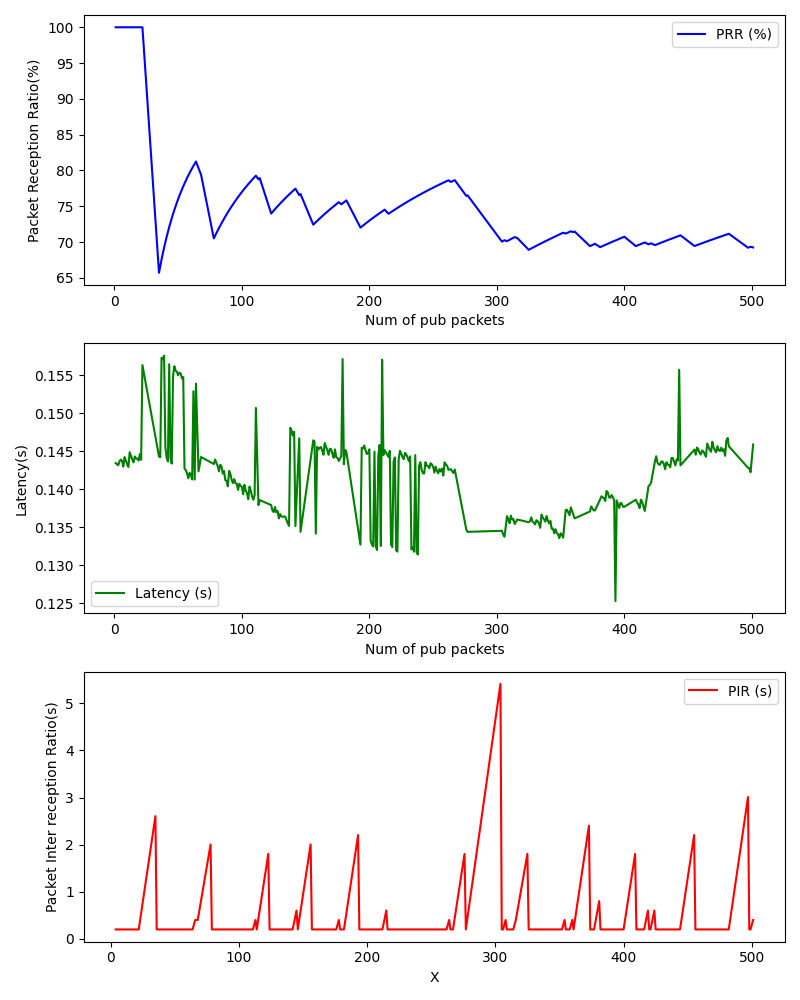 100
95
90
85
80
75
70
65
Packet Reception Ratio(%)
PRR (%)
0 100 200 300 400 500
Num of pub packets
0.155
0.150
0.145
0.140
0.135
0.130
0.125
Latency(s)
Latency (s)
0 100 200 300 400 500
Num of pub packets
5
4
3
2
1
0
Packet Inter reception Ratio(s)
PIR (s)
0 100 200 300 400 500
X